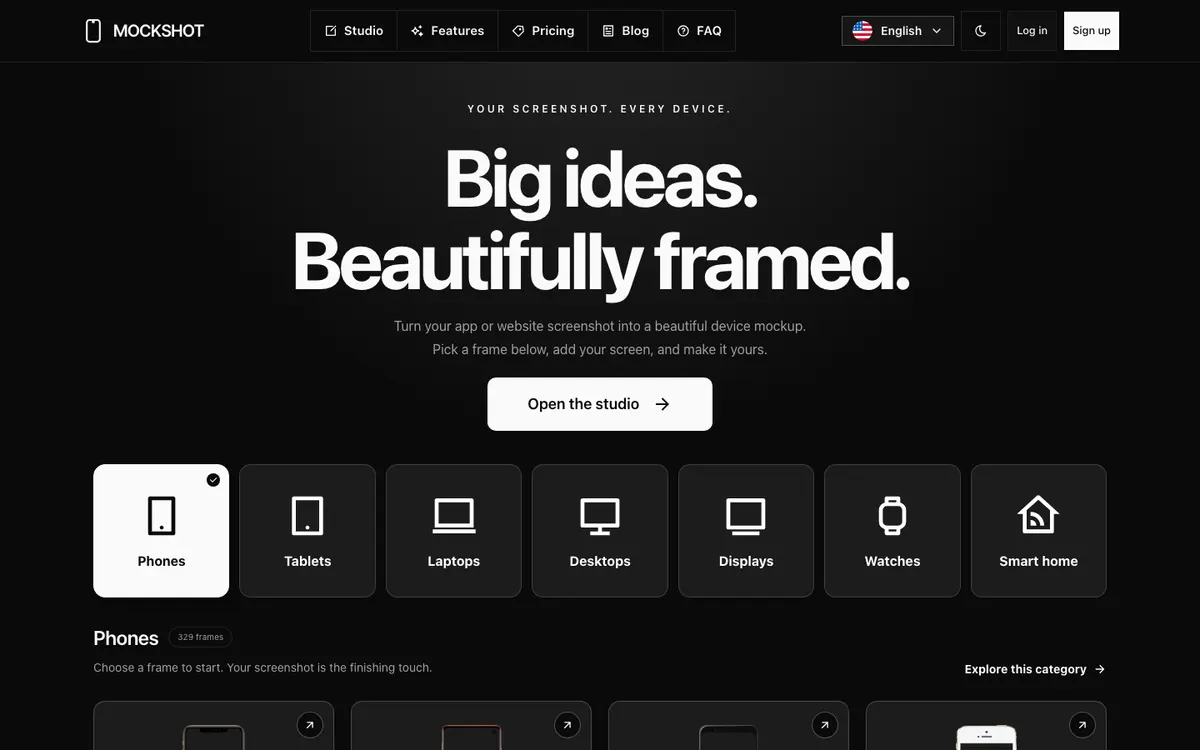 MOCKSHOT
Studio
Features
Pricing
Blog
FAQ
English
Log in
Sign up
YOUR SCREENSHOT. EVERY DEVICE.
Big ideas.
Beautifully framed.
Turn your app or website screenshot into a beautiful device mockup.
Pick a frame below, add your screen, and make it yours.
Open the studio
Phones
Tablets
Laptops
Desktops
Displays
Watches
Smart home
Phones
329 frames
Choose a frame to start. Your screenshot is the finishing touch.
Explore this category